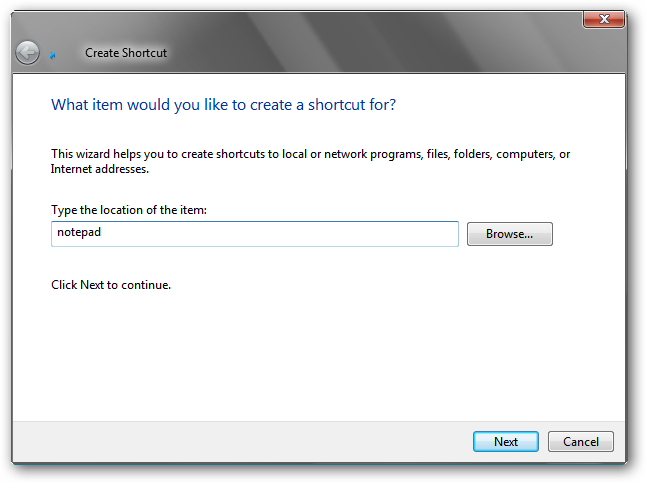 Create Shortcut
What item would you like to create a shortcut for?
This wizard helps you to create shortcuts to local or network programs, files, folders, computers, or
Internet addresses.
Type the location of the item:
notepad
Browse...
Click Next to continue.
Next
Cancel